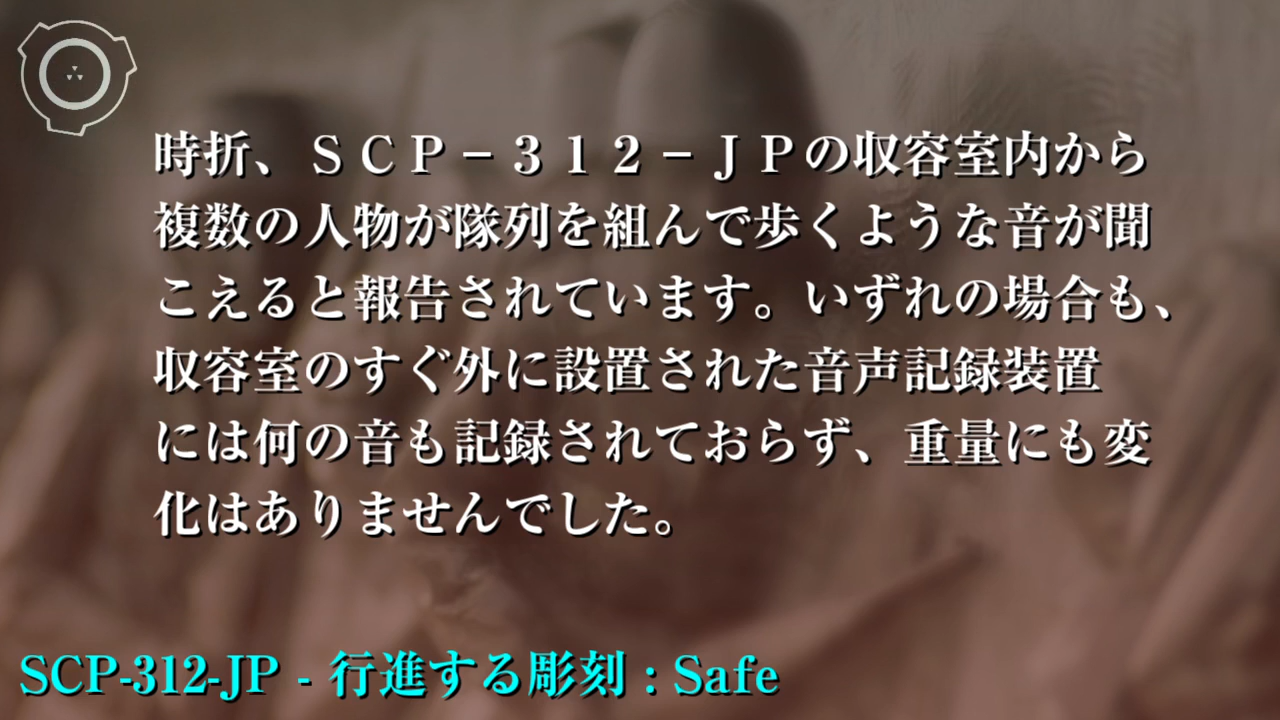 時折、ＳＣＰ－３１２－ＪＰの収容室内から
複数の人物が隊列を組んで歩くような音が聞
こえると報告されています。いずれの場合も、
収容室のすぐ外に設置された音声記録装置
には何の音も記録されておらず、重量にも変
化はありませんでした。
SCP-312-JP - 行進する彫刻 : Safe